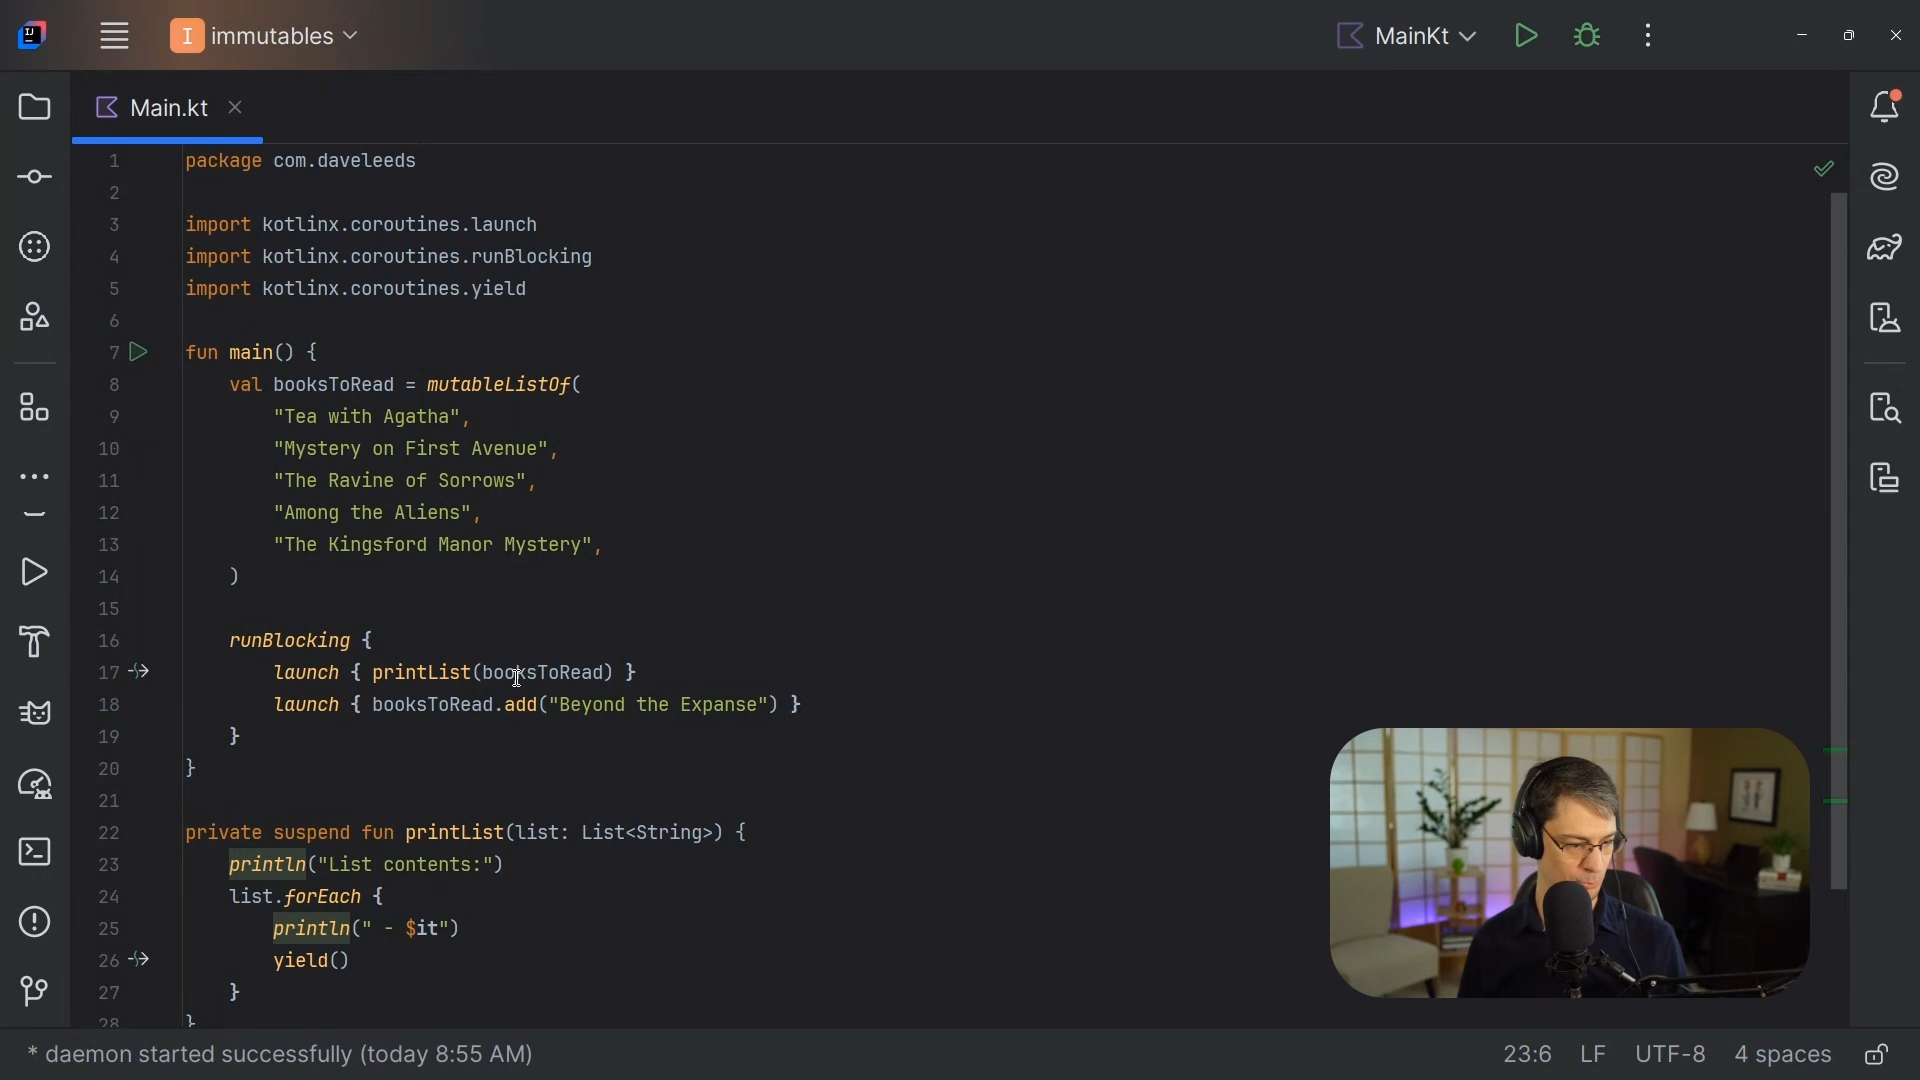 IJ
I immutables
MainKt
Main.kt
1 package com.daveleeds
2
3 import kotlinx.coroutines.launch
4 import kotlinx.coroutines.runBlocking
5 import kotlinx.coroutines.yield
6
7 fun main() {
8 val booksToRead = mutableListOf(
9 "Tea with Agatha",
10 "Mystery on First Avenue",
11 "The Ravine of Sorrows",
12 "Among the Aliens",
13 "The Kingsford Manor Mystery",
14 )
15
16 runBlocking {
17 launch { printList(booksToRead) }
18 launch { booksToRead.add("Beyond the Expanse") }
19 }
20 }
21
22 private suspend fun printList(list: List<String>) {
23 println("List contents:")
24 list.forEach {
25 println(" - $it")
26 yield()
27 }
28 }
* daemon started successfully (today 8:55 AM)
23:6 LF UTF-8 4 spaces